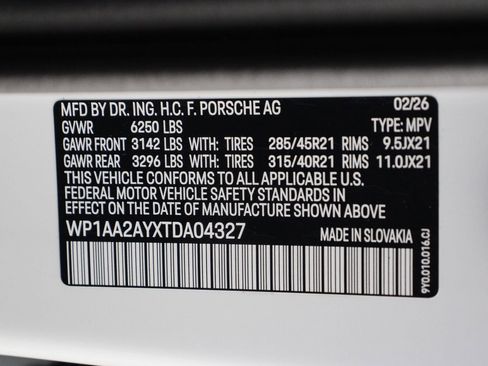 MFD BY DR. ING. H.C. F. PORSCHE AG 02/26
GVWR 6250 LBS TYPE: MPV
GAWR FRONT 3142 LBS WITH: TIRES 285/45R21 RIMS 9.5JX21
GAWR REAR 3296 LBS WITH: TIRES 315/40R21 RIMS 11.0JX21
THIS VEHICLE CONFORMS TO ALL APPLICABLE U.S.
FEDERAL MOTOR VEHICLE SAFETY STANDARDS IN
EFFECT ON THE DATE OF MANUFACTURE SHOWN ABOVE
WP1AA2AYXTDA04327 MADE IN SLOVAKIA
9Y0.010.016.CJ